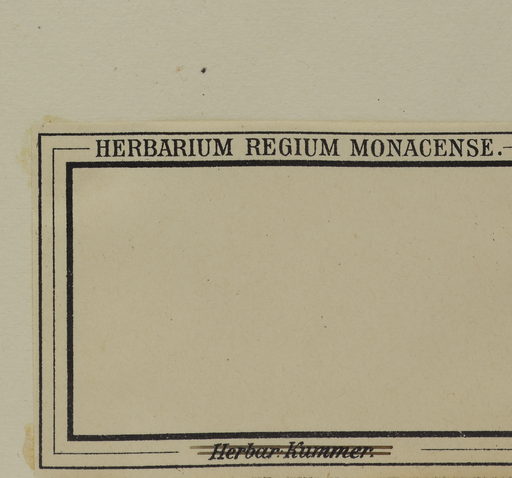 HERBARIUM REGIUM MONACENSE.
Herbar. Kummer.